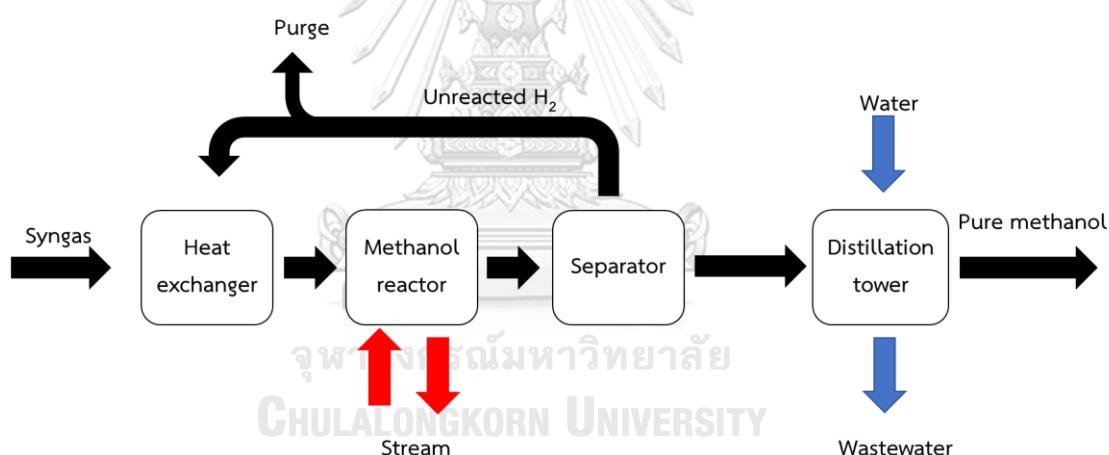 Purge
Unreacted H₂
Water
Syngas
Heat
exchanger
Methanol
reactor
Separator
Distillation
tower
Pure methanol
จุฬาลงกรณ์มหาวิทยาลัย
CHULALONGKORN UNIVERSITY
Stream
Wastewater